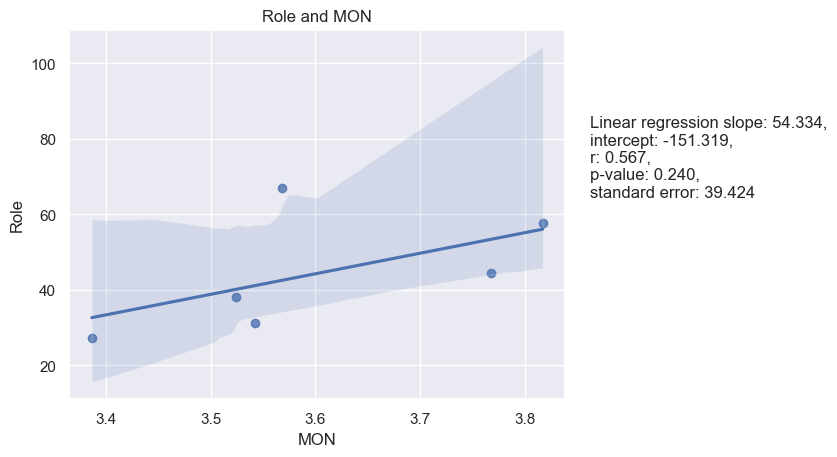 Role and MON
100
80
60
40
20
Role
3.4 3.5 3.6 3.7 3.8
MON
Linear regression slope: 54.334,
intercept: -151.319,
r: 0.567,
p-value: 0.240,
standard error: 39.424